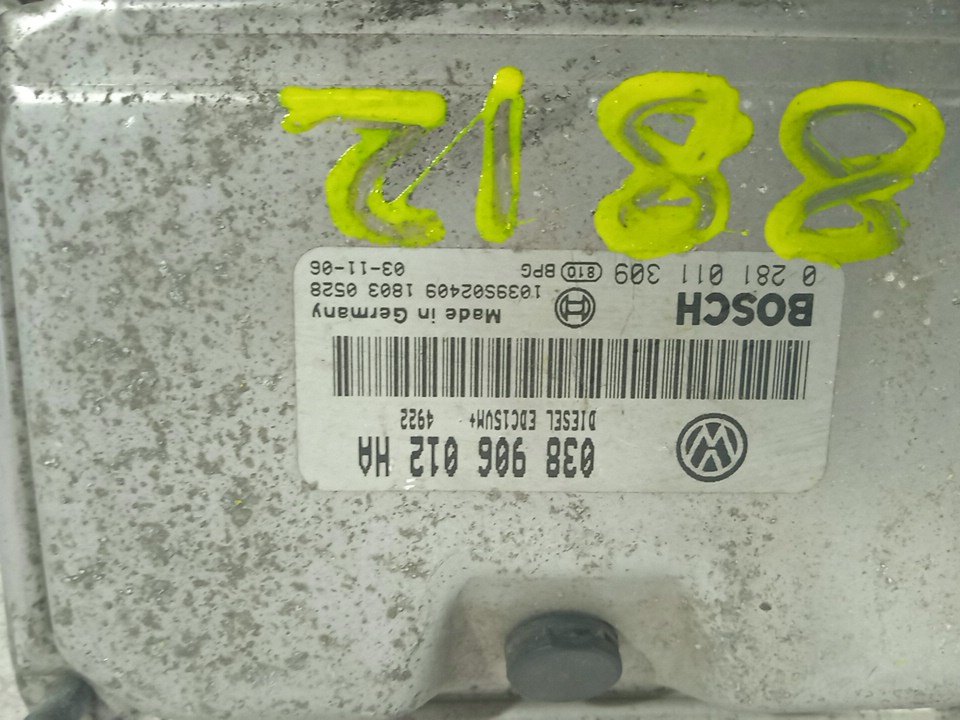 038 906 012 HA
DIESEL EDC15VM+ 4922
BOSCH Made in Germany
1039S02409 1803 0528
0 281 011 309 810 BPG 03-11-06
8812